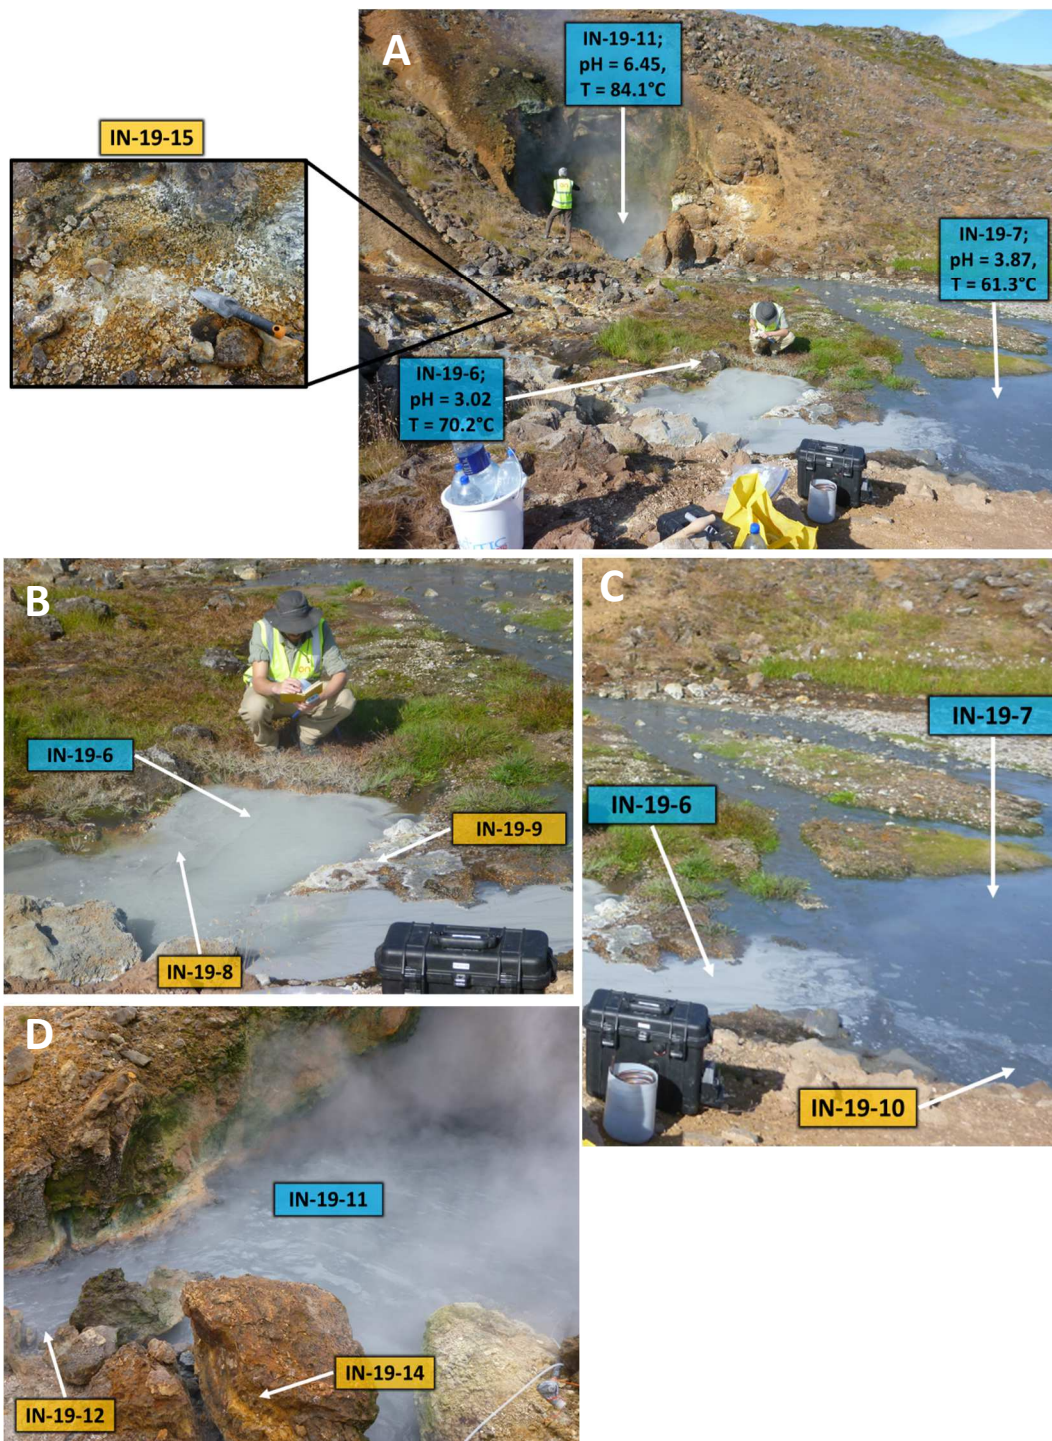 A
IN-19-11;
pH = 6.45,
T = 84.1°C
IN-19-15
IN-19-7;
pH = 3.87,
T = 61.3°C
IN-19-6;
pH = 3.02
T = 70.2°C
B
IN-19-6
IN-19-9
IN-19-8
C
IN-19-7
IN-19-6
IN-19-10
D
IN-19-11
IN-19-14
IN-19-12